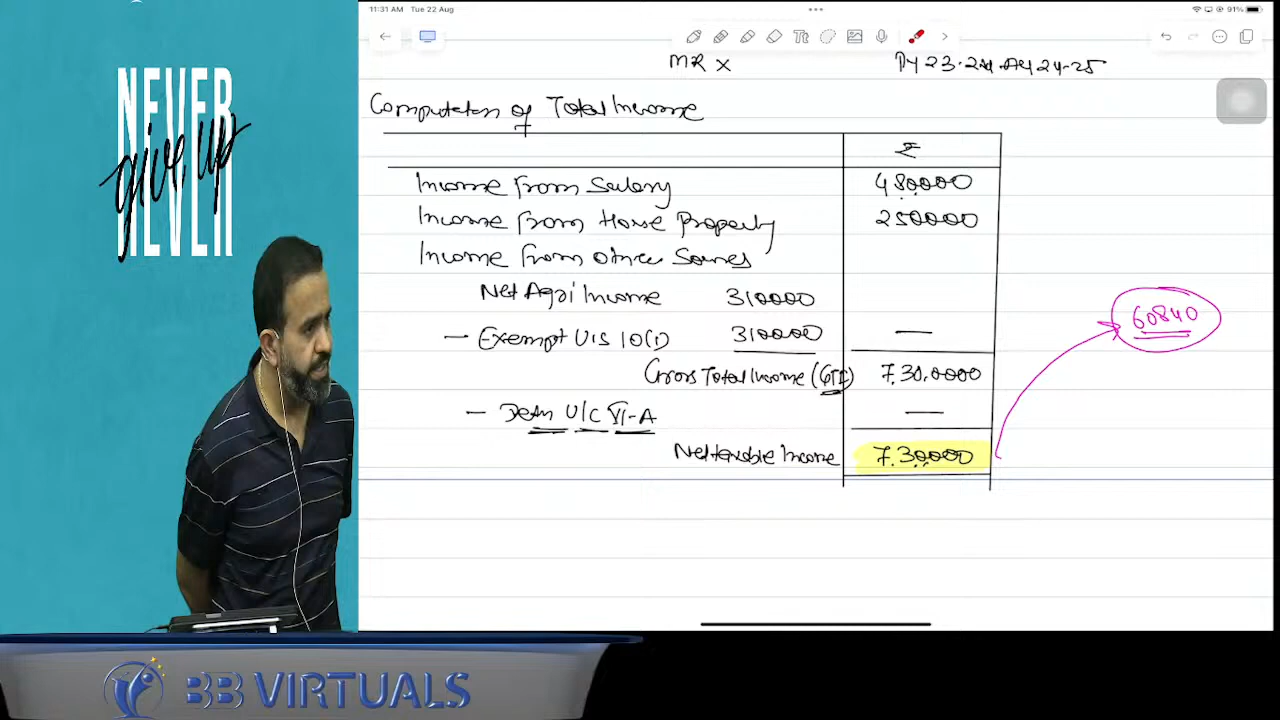 11:31 AM Tue 22 Aug
91%
MR X PY 23-24 AY 24-25
NEVER
give up
NEVER
Computation of Total Income
₹
Income from Salary 480000
Income from House Property 250000
Income from Other Sources
Net Agri Income 310000
60840
— Exempt U/S 10(1) 310000 —
Gross Total Income (GTI) 7,30,0000
— Dedn U/C VI-A —
Net taxable Income 7,30,000
BB VIRTUALS